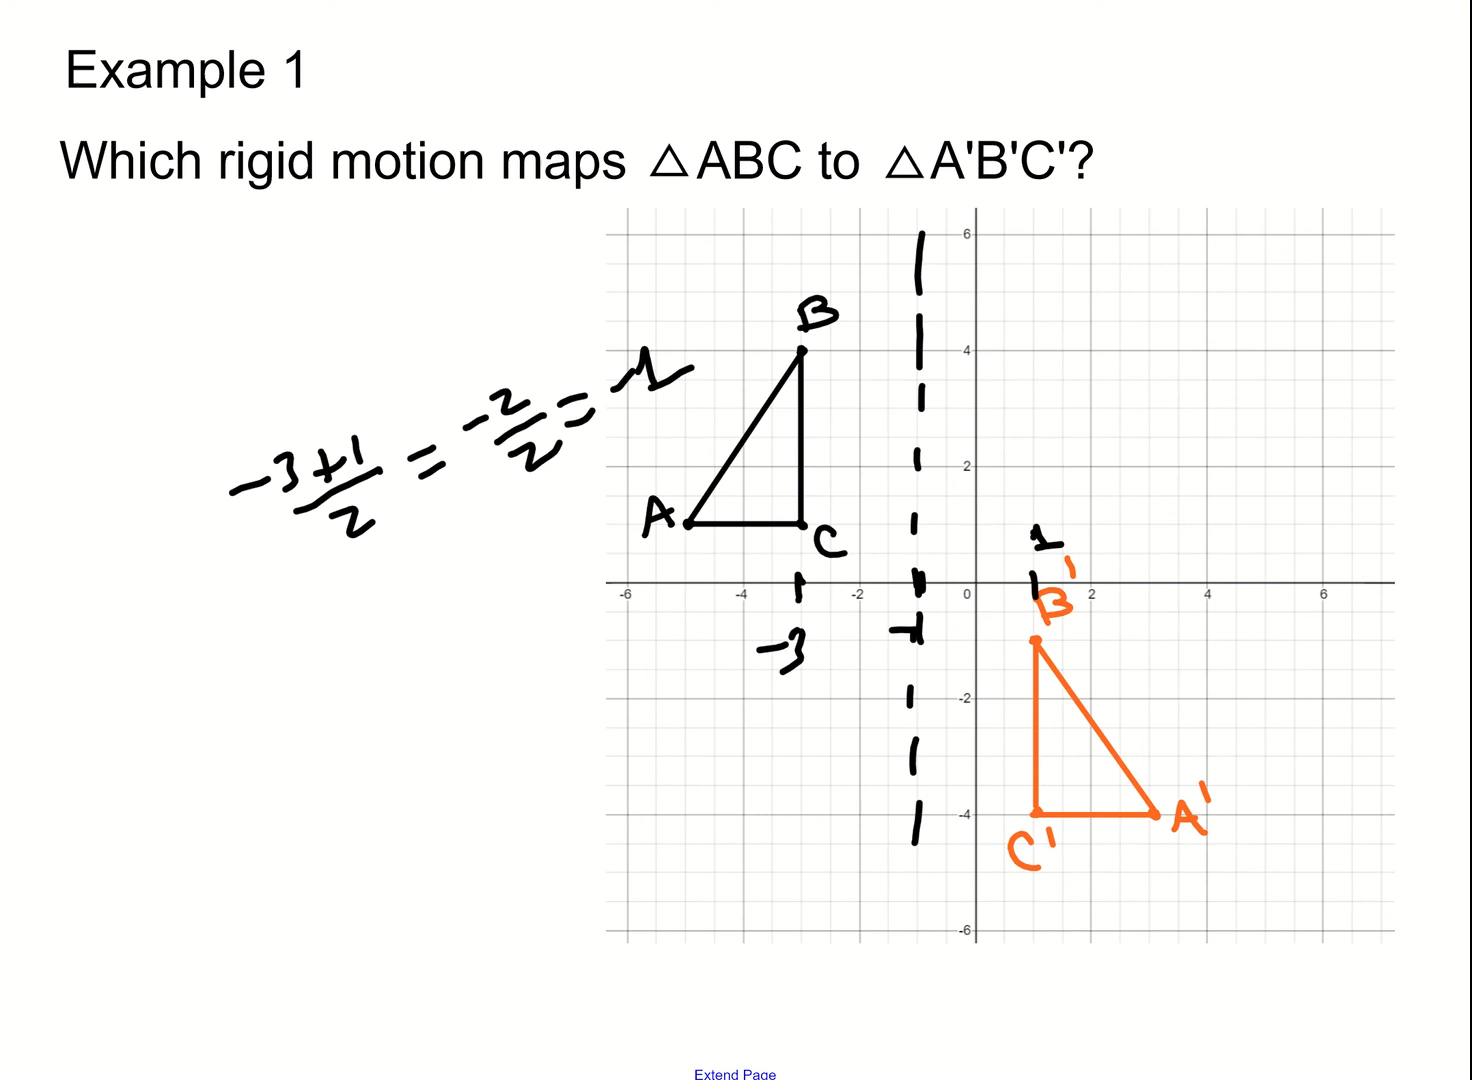 Example 1
Which rigid motion maps △ABC to △A'B'C'?
6
B
4
-3+1/2 = -2/2 = -1
2
A
C
1
B'
-6 -4 -2 0 2 4 6
-3
-1
-2
-4
A'
C'
-6
Extend Page